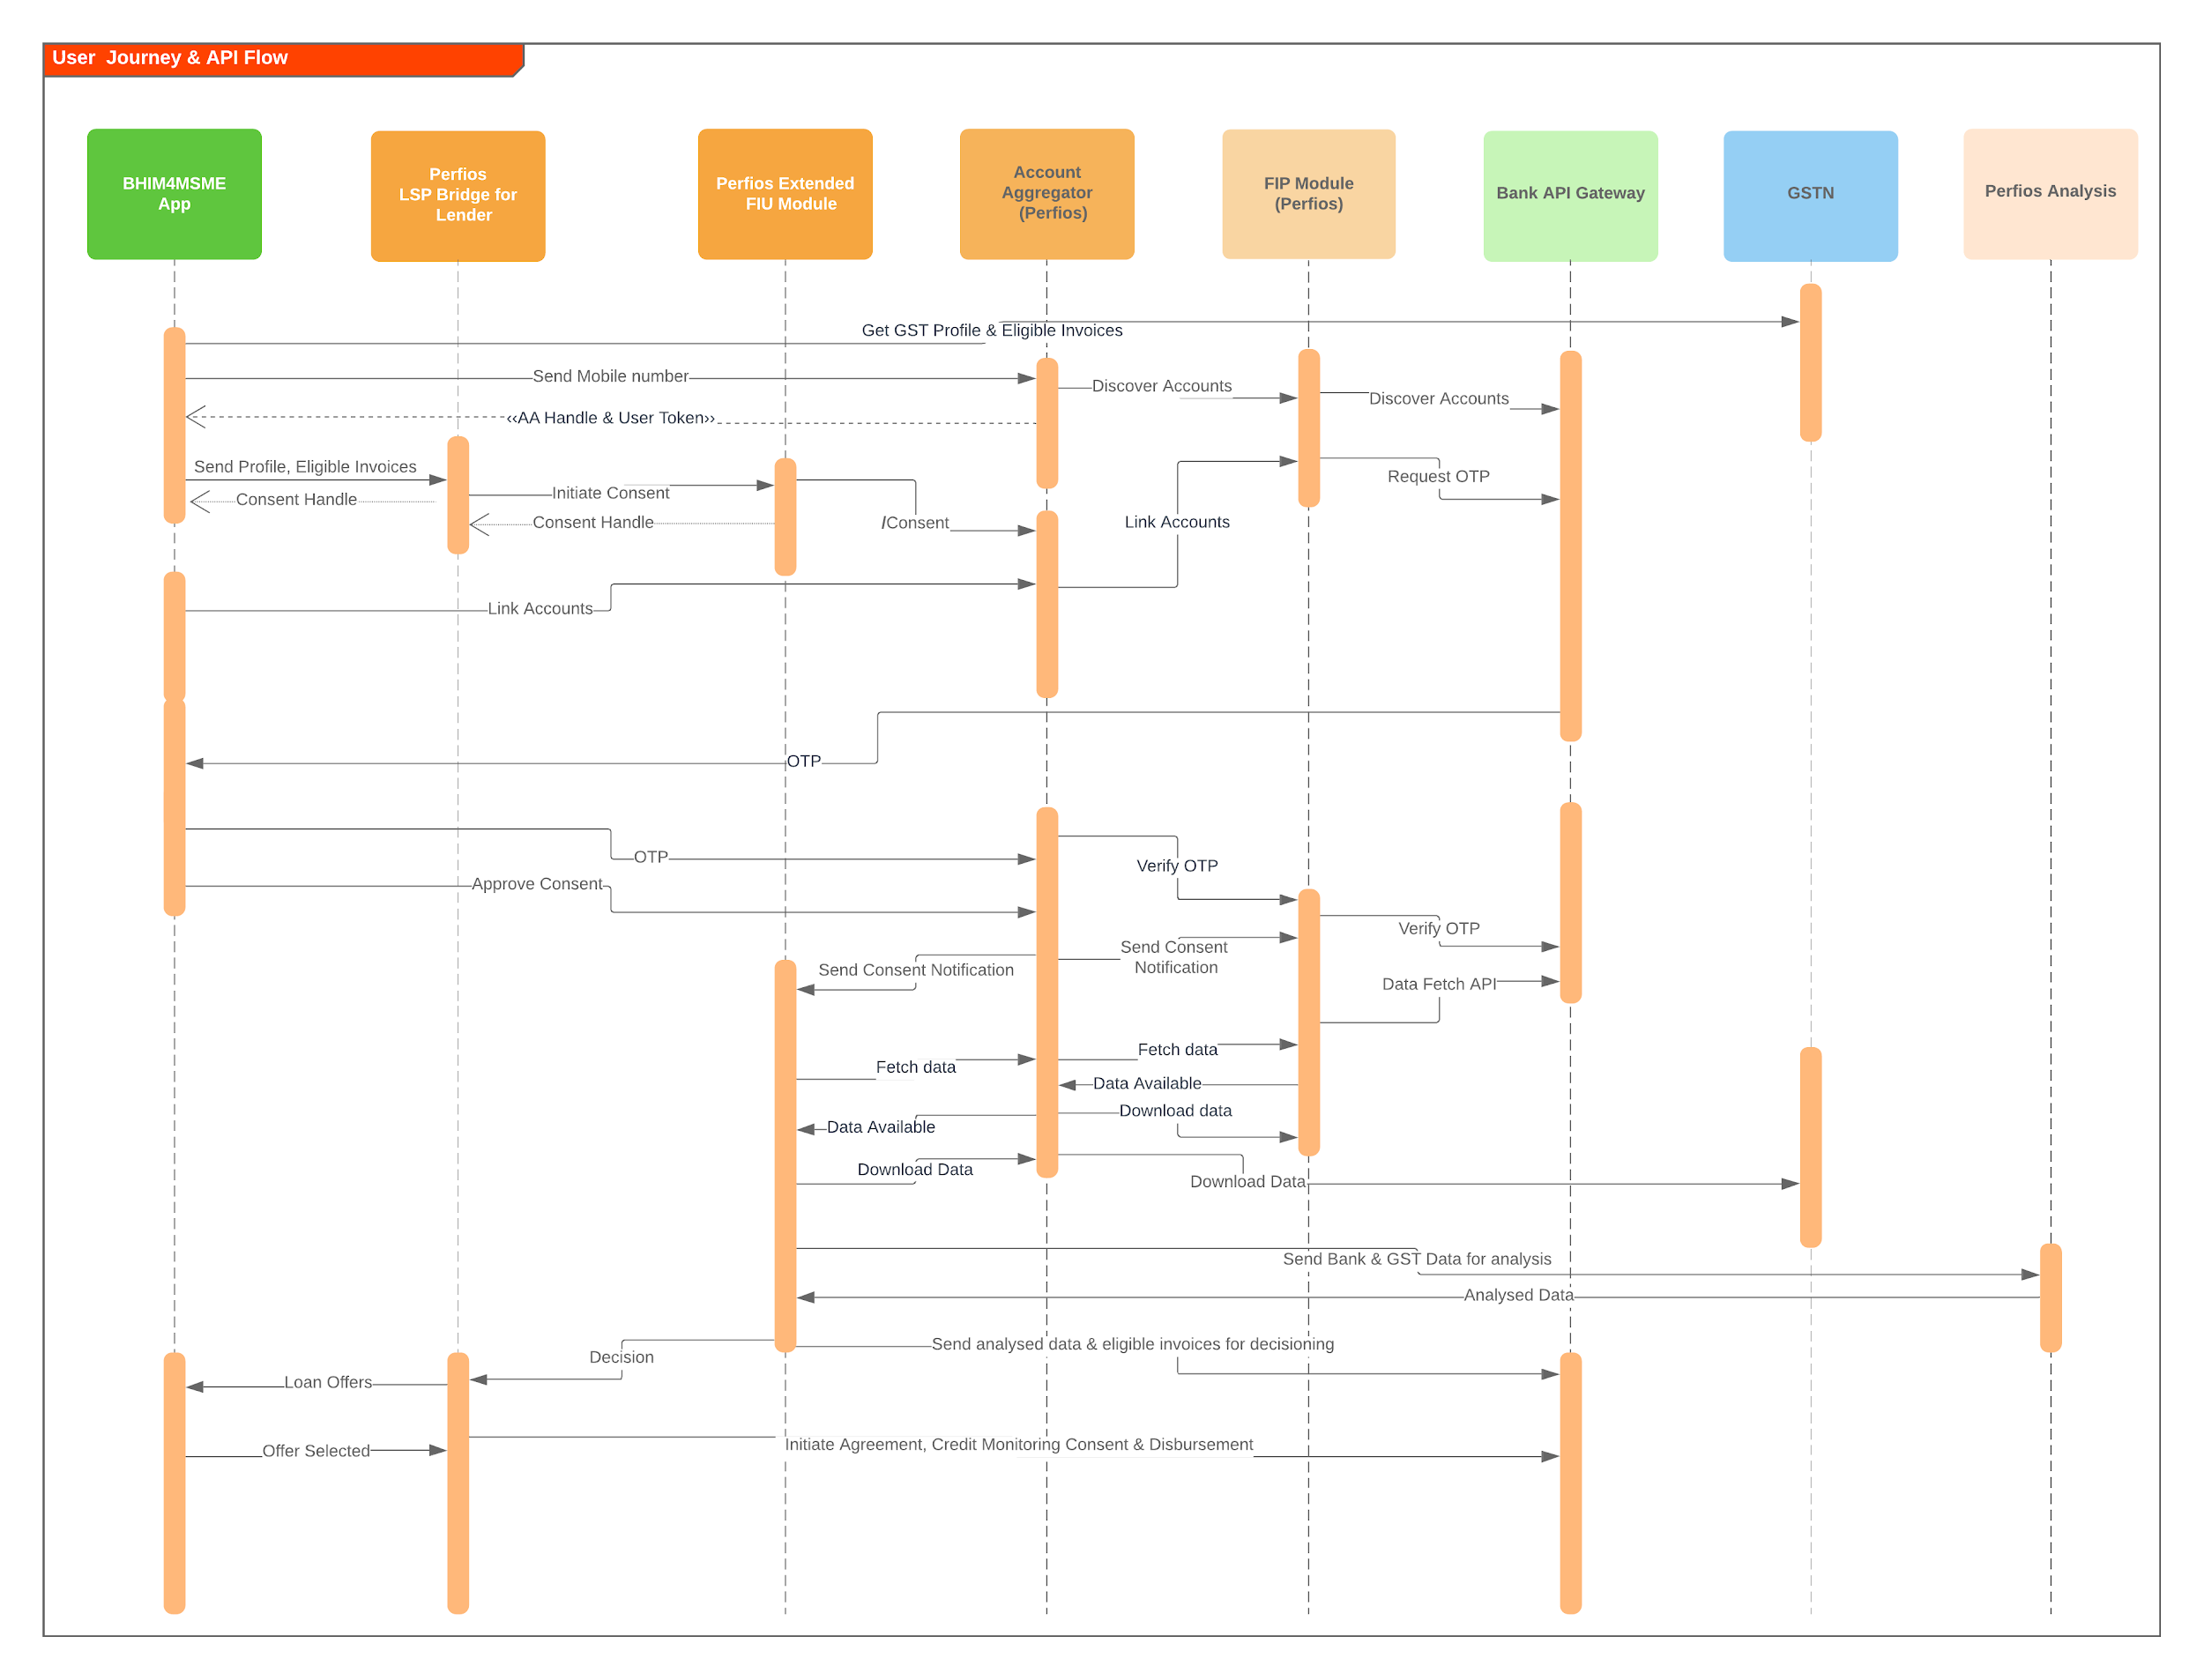 User  Journey & API Flow
BHIM4MSME
App
Perfios
LSP Bridge for
Lender
Perfios Extended
FIU Module
Account
Aggregator
(Perfios)
FIP Module
(Perfios)
Bank API Gateway
GSTN
Perfios Analysis
Get GST Profile & Eligible Invoices
Send Mobile number
Discover Accounts
Discover Accounts
‹‹AA Handle & User Token››
Send Profile, Eligible Invoices
Request OTP
Initiate Consent
Consent Handle
Consent Handle
/Consent
Link Accounts
Link Accounts
OTP
OTP
Verify OTP
Approve Consent
Verify OTP
Send Consent
Notification
Send Consent Notification
Data Fetch API
Fetch data
Fetch data
Data Available
Download data
Data Available
Download Data
Download Data
Send Bank & GST Data for analysis
Analysed Data
Send analysed data & eligible invoices for decisioning
Decision
Loan Offers
Initiate Agreement, Credit Monitoring Consent & Disbursement
Offer Selected